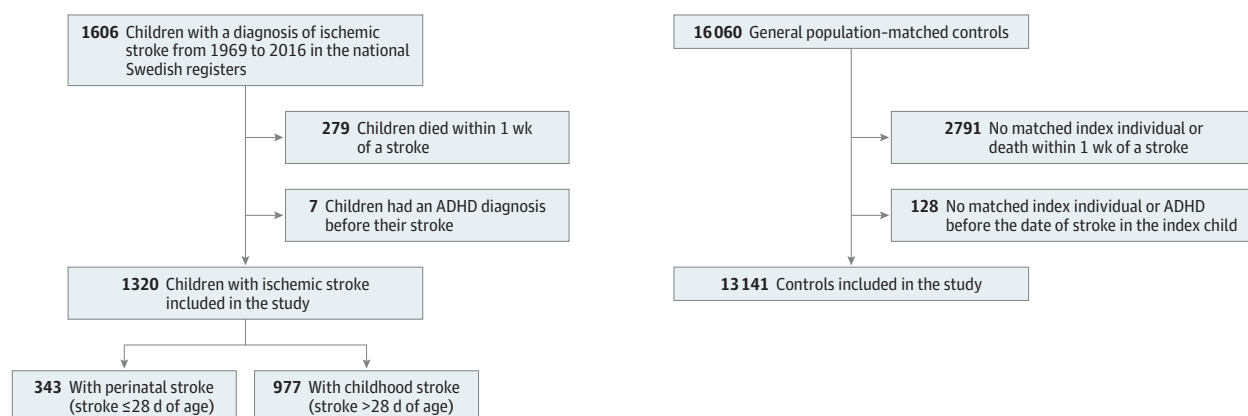 1606 Children with a diagnosis of ischemic
stroke from 1969 to 2016 in the national
Swedish registers
279 Children died within 1 wk
of a stroke
7 Children had an ADHD diagnosis
before their stroke
1320 Children with ischemic stroke
included in the study
343 With perinatal stroke
(stroke ≤28 d of age)
977 With childhood stroke
(stroke >28 d of age)
16060 General population-matched controls
2791 No matched index individual or
death within 1 wk of a stroke
128 No matched index individual or ADHD
before the date of stroke in the index child
13141 Controls included in the study